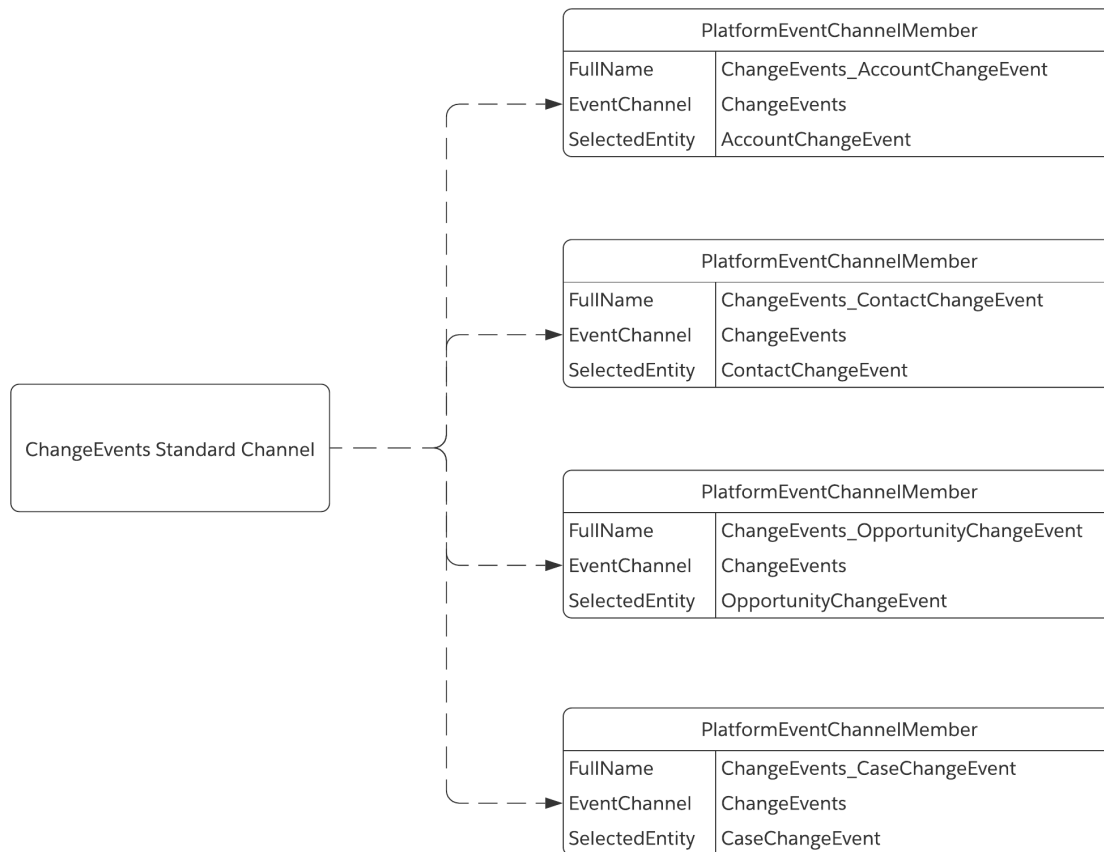 PlatformEventChannelMember
FullName ChangeEvents_AccountChangeEvent
EventChannel ChangeEvents
SelectedEntity AccountChangeEvent
PlatformEventChannelMember
FullName ChangeEvents_ContactChangeEvent
EventChannel ChangeEvents
SelectedEntity ContactChangeEvent
ChangeEvents Standard Channel
PlatformEventChannelMember
FullName ChangeEvents_OpportunityChangeEvent
EventChannel ChangeEvents
SelectedEntity OpportunityChangeEvent
PlatformEventChannelMember
FullName ChangeEvents_CaseChangeEvent
EventChannel ChangeEvents
SelectedEntity CaseChangeEvent